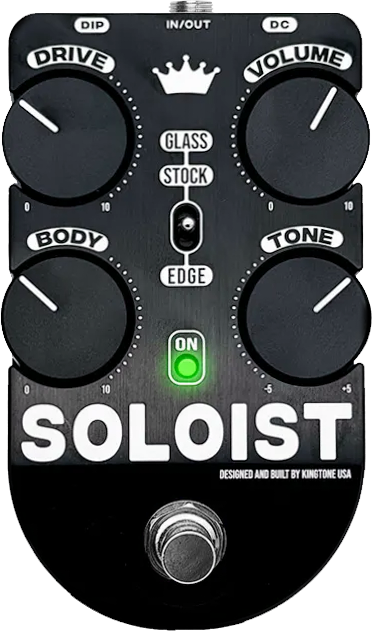 DIP IN/OUT DC
DRIVE VOLUME
GLASS
STOCK
0 10 0 10
BODY TONE
EDGE
ON
0 10 -5 +5
SOLOIST
DESIGNED AND BUILT BY KINGTONE USA